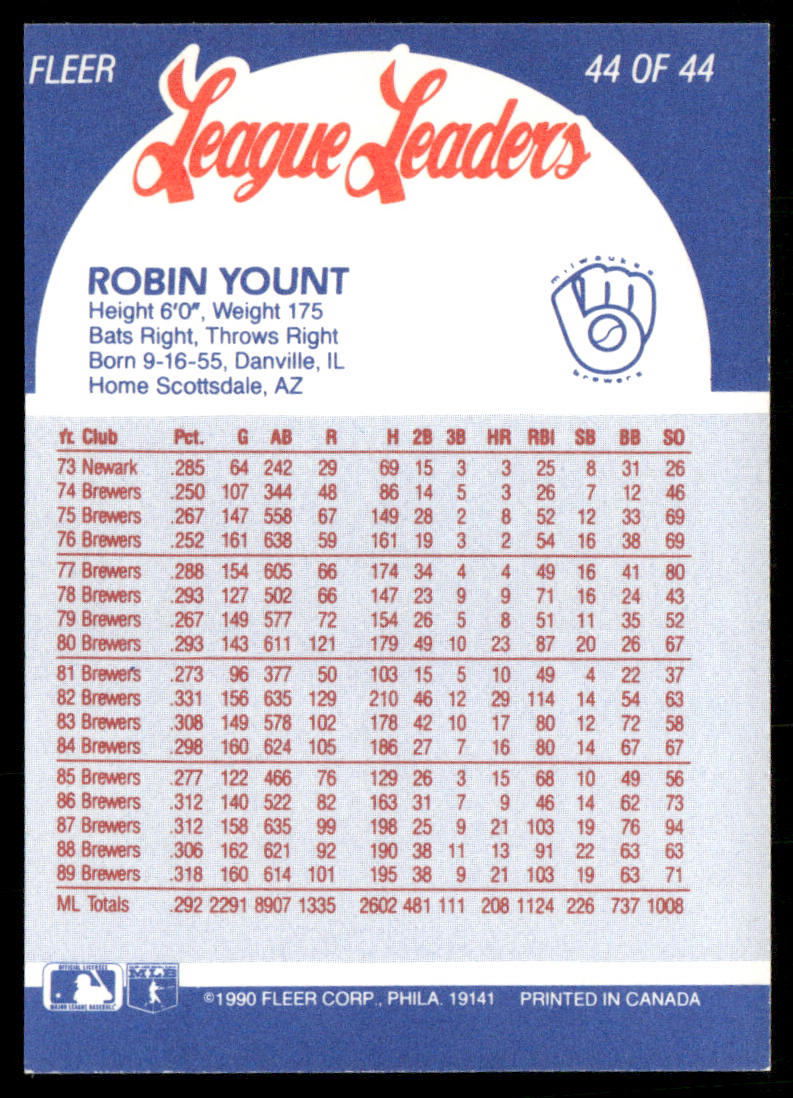 FLEER
44 OF 44
League Leaders
ROBIN YOUNT
Height 6'0", Weight 175
Bats Right, Throws Right
Born 9-16-55, Danville, IL
Home Scottsdale, AZ
milwaukee
brewers
ft. Club Pct. G AB R H 2B 3B HR RBI SB BB SO
73 Newark .285 64 242 29 69 15 3 3 25 8 31 26
74 Brewers .250 107 344 48 86 14 5 3 26 7 12 46
75 Brewers .267 147 558 67 149 28 2 8 52 12 33 69
76 Brewers .252 161 638 59 161 19 3 2 54 16 38 69
77 Brewers .288 154 605 66 174 34 4 4 49 16 41 80
78 Brewers .293 127 502 66 147 23 9 9 71 16 24 43
79 Brewers .267 149 577 72 154 26 5 8 51 11 35 52
80 Brewers .293 143 611 121 179 49 10 23 87 20 26 67
81 Brewers .273 96 377 50 103 15 5 10 49 4 22 37
82 Brewers .331 156 635 129 210 46 12 29 114 14 54 63
83 Brewers .308 149 578 102 178 42 10 17 80 12 72 58
84 Brewers .298 160 624 105 186 27 7 16 80 14 67 67
85 Brewers .277 122 466 76 129 26 3 15 68 10 49 56
86 Brewers .312 140 522 82 163 31 7 9 46 14 62 73
87 Brewers .312 158 635 99 198 25 9 21 103 19 76 94
88 Brewers .306 162 621 92 190 38 11 13 91 22 63 63
89 Brewers .318 160 614 101 195 38 9 21 103 19 63 71
ML Totals .292 2291 8907 1335 2602 481 111 208 1124 226 737 1008
OFFICIAL LICENSEE
MAJOR LEAGUE BASEBALL
MLB
©1990 FLEER CORP., PHILA. 19141 PRINTED IN CANADA